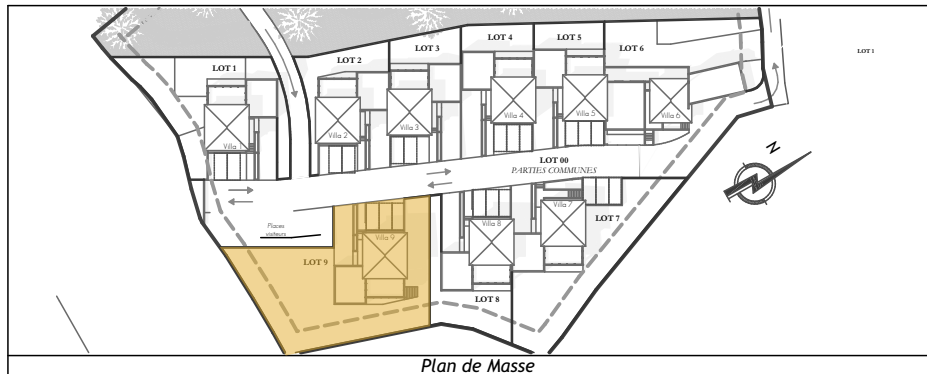 LOT 1
LOT 2
LOT 3
LOT 4
LOT 5
LOT 6
LOT 1
Villa 1
Villa 2
Villa 3
Villa 4
Villa 5
Villa 6
N
LOT 00
PARTIES COMMUNES
Places
visiteurs
Villa 9
Villa 8
Villa 7
LOT 7
LOT 9
LOT 8
Plan de Masse